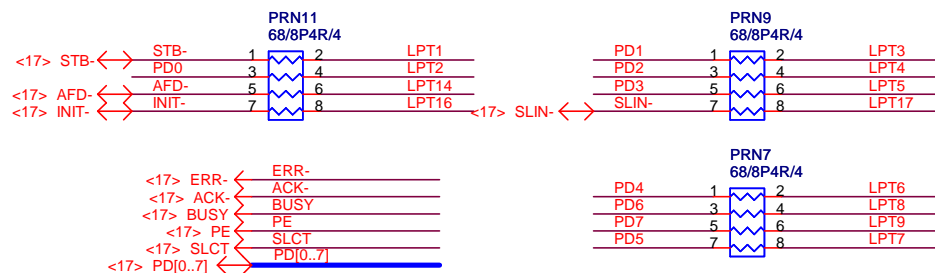 PRN11
68/8P4R/4
<17> STB- STB- 1 2 LPT1
PD0 3 4 LPT2
<17> AFD- AFD- 5 6 LPT14
<17> INIT- INIT- 7 8 LPT16
PRN9
68/8P4R/4
PD1 1 2 LPT3
PD2 3 4 LPT4
PD3 5 6 LPT5
<17> SLIN- SLIN- 7 8 LPT17
<17> ERR- ERR-
<17> ACK- ACK-
<17> BUSY BUSY
<17> PE PE
<17> SLCT SLCT
<17> PD[0..7] PD[0..7]
PRN7
68/8P4R/4
PD4 1 2 LPT6
PD6 3 4 LPT8
PD7 5 6 LPT9
PD5 7 8 LPT7